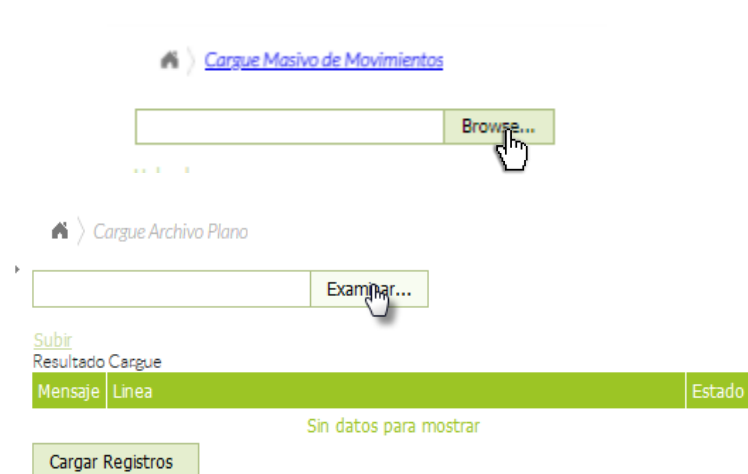 Cargue Masivo de Movimientos
Browse...
Cargue Archivo Plano
Examinar...
Subir
Resultado Cargue
Mensaje Linea Estado
Sin datos para mostrar
Cargar Registros